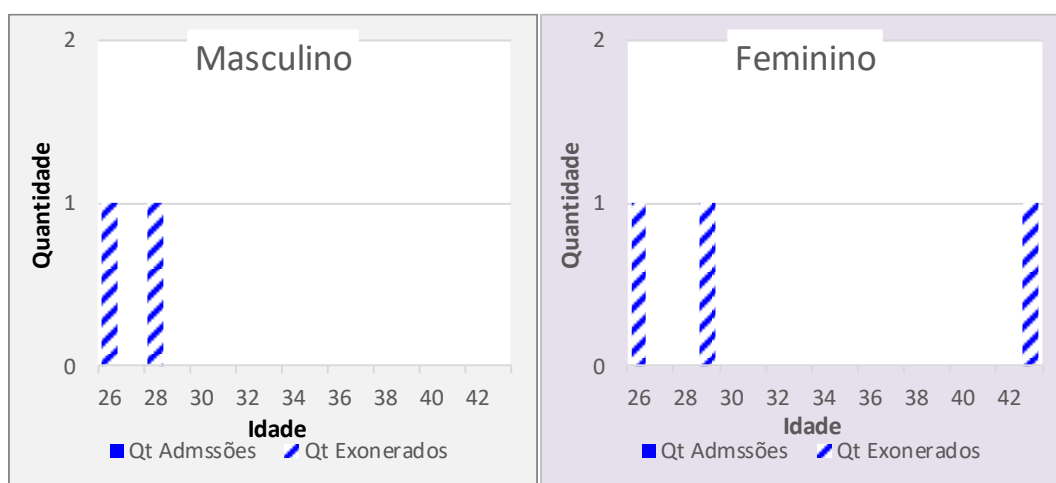 Masculino
2
1
0
Quantidade
26 28 30 32 34 36 38 40 42
Idade
Qt Admssões Qt Exonerados
Feminino
2
1
0
Quantidade
26 28 30 32 34 36 38 40 42
Idade
Qt Admssões Qt Exonerados